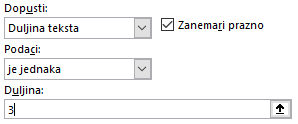 Dopusti:
Duljina teksta
Zanemari prazno
Podaci:
je jednaka
Duljina:
3